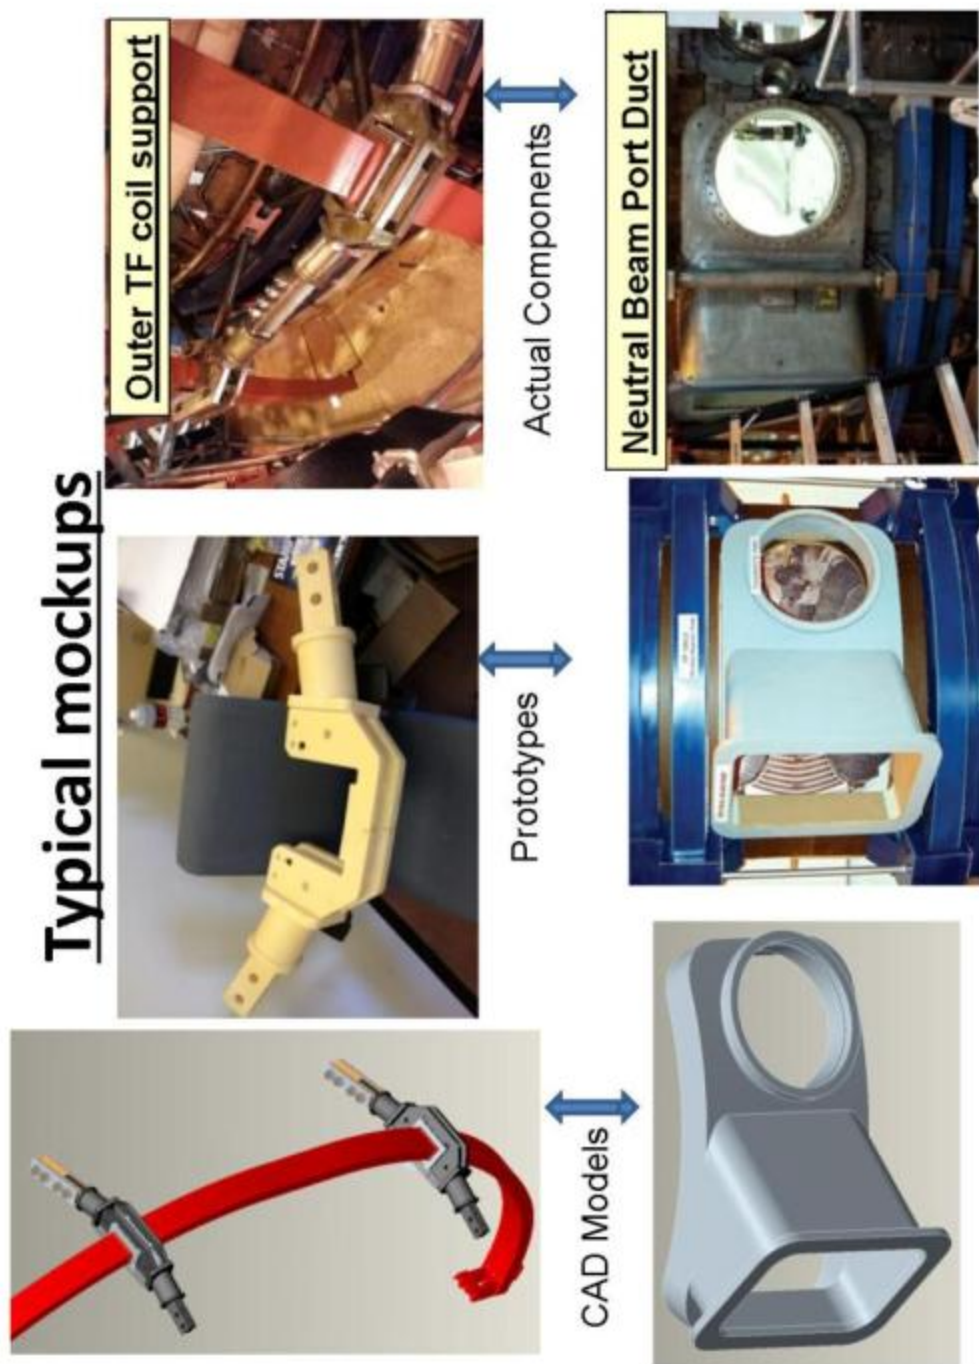 Typical mockups
Outer TF coil support
CAD Models
Prototypes
Actual Components
Neutral Beam Port Duct